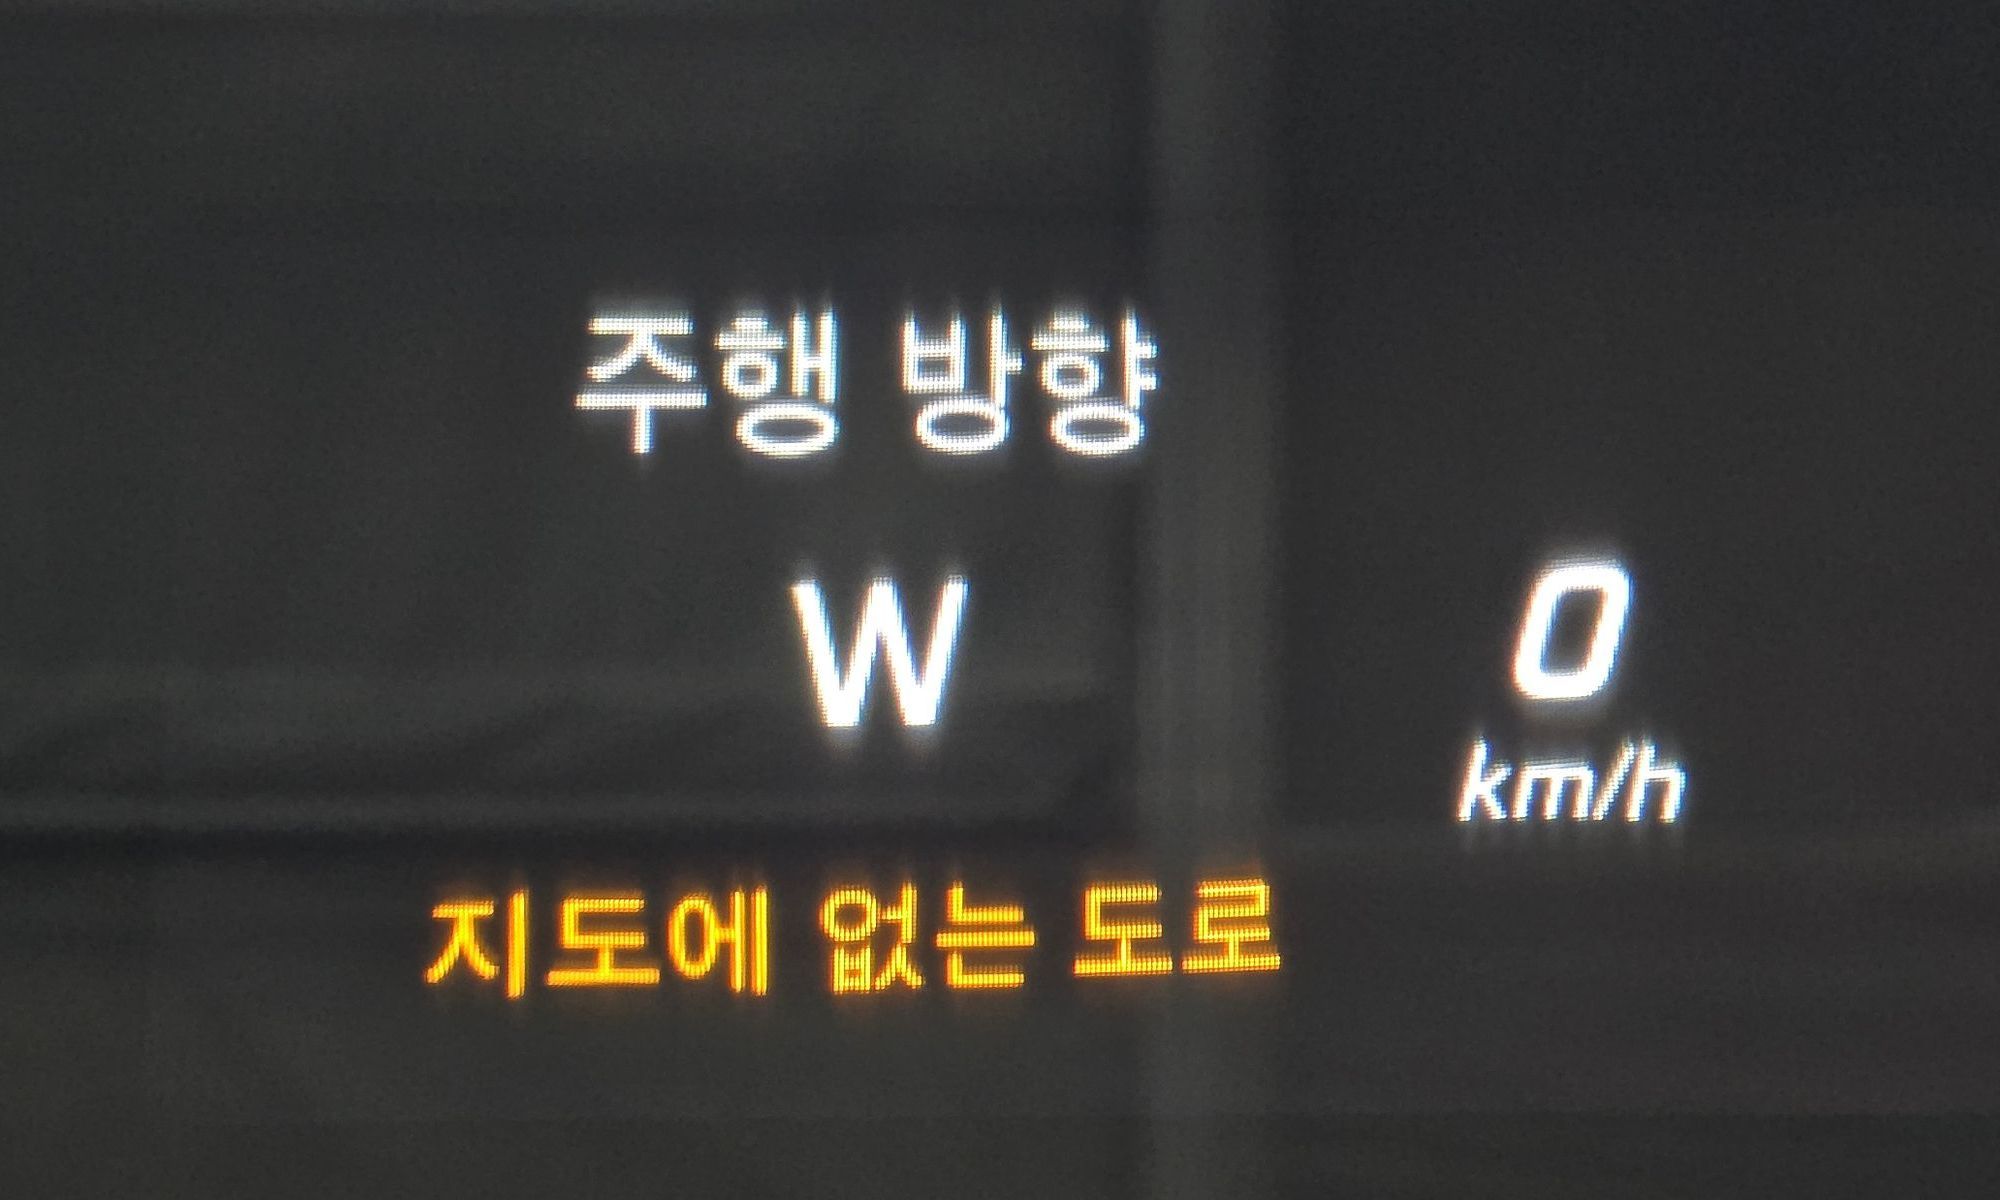 주행 방향
W
0
km/h
지도에 없는 도로